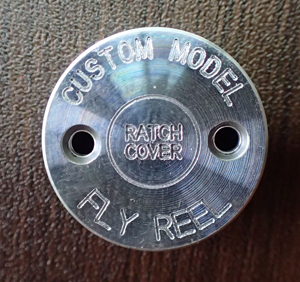 CUSTOM MODEL
RATCH
COVER
FLY REEL